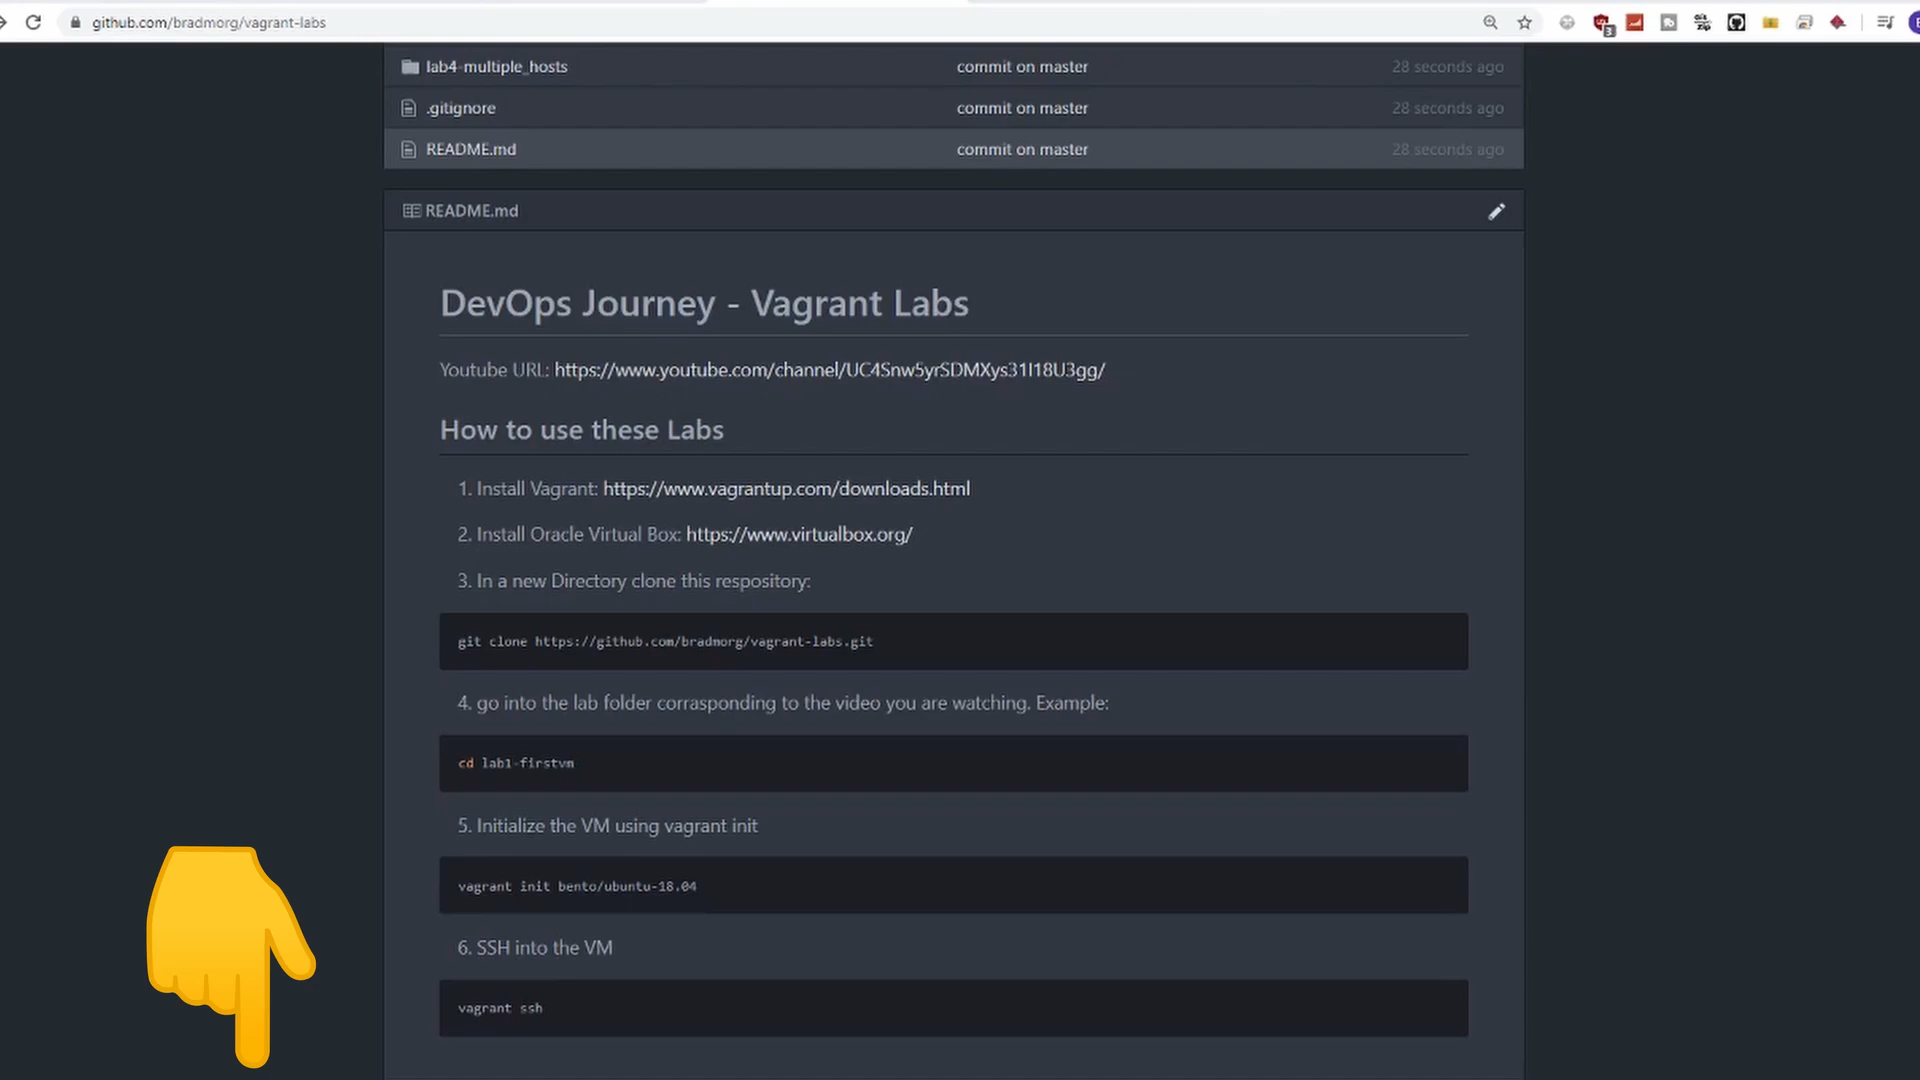 github.com/bradmorg/vagrant-labs
3
lab4-multiple_hosts commit on master 28 seconds ago
.gitignore commit on master 28 seconds ago
README.md commit on master 28 seconds ago
README.md
DevOps Journey - Vagrant Labs
Youtube URL: https://www.youtube.com/channel/UC4Snw5yrSDMXys31I18U3gg/
How to use these Labs
1. Install Vagrant: https://www.vagrantup.com/downloads.html
2. Install Oracle Virtual Box: https://www.virtualbox.org/
3. In a new Directory clone this respository:
git clone https://github.com/bradmorg/vagrant-labs.git
4. go into the lab folder corrasponding to the video you are watching. Example:
cd lab1-firstvm
5. Initialize the VM using vagrant init
vagrant init bento/ubuntu-18.04
6. SSH into the VM
vagrant ssh